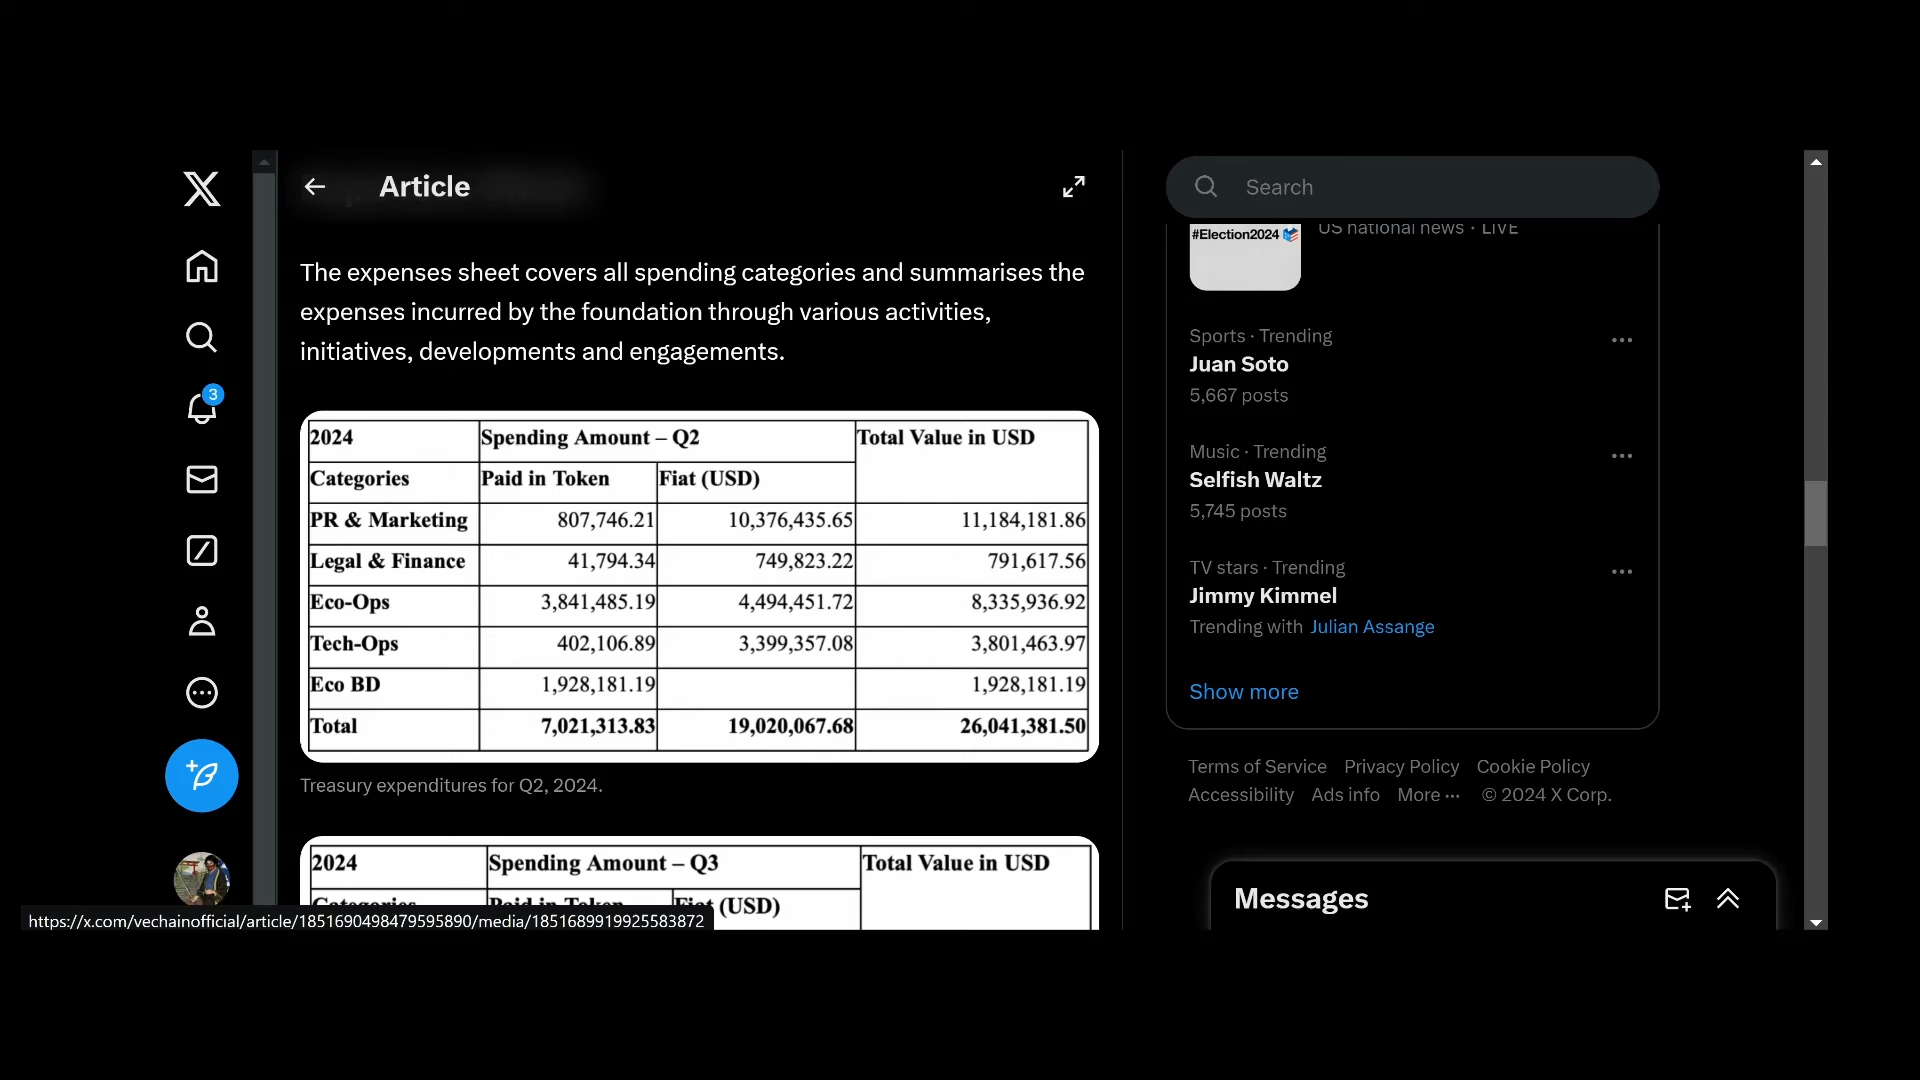 Article
Search
#Election2024
US national news · LIVE
3
The expenses sheet covers all spending categories and summarises the
expenses incurred by the foundation through various activities,
initiatives, developments and engagements.
2024 Spending Amount – Q2 Total Value in USD
Categories Paid in Token Fiat (USD)
PR & Marketing 807,746.21 10,376,435.65 11,184,181.86
Legal & Finance 41,794.34 749,823.22 791,617.56
Eco-Ops 3,841,485.19 4,494,451.72 8,335,936.92
Tech-Ops 402,106.89 3,399,357.08 3,801,463.97
Eco BD 1,928,181.19 1,928,181.19
Total 7,021,313.83 19,020,067.68 26,041,381.50
Treasury expenditures for Q2, 2024.
2024 Spending Amount – Q3 Total Value in USD
Categories Paid in Token Fiat (USD)
https://x.com/vechainofficial/article/1851690498479595890/media/1851689919925583872
Sports · Trending
Juan Soto
5,667 posts
Music · Trending
Selfish Waltz
5,745 posts
TV stars · Trending
Jimmy Kimmel
Trending with Julian Assange
Show more
Terms of Service Privacy Policy Cookie Policy
Accessibility Ads info More ··· © 2024 X Corp.
Messages